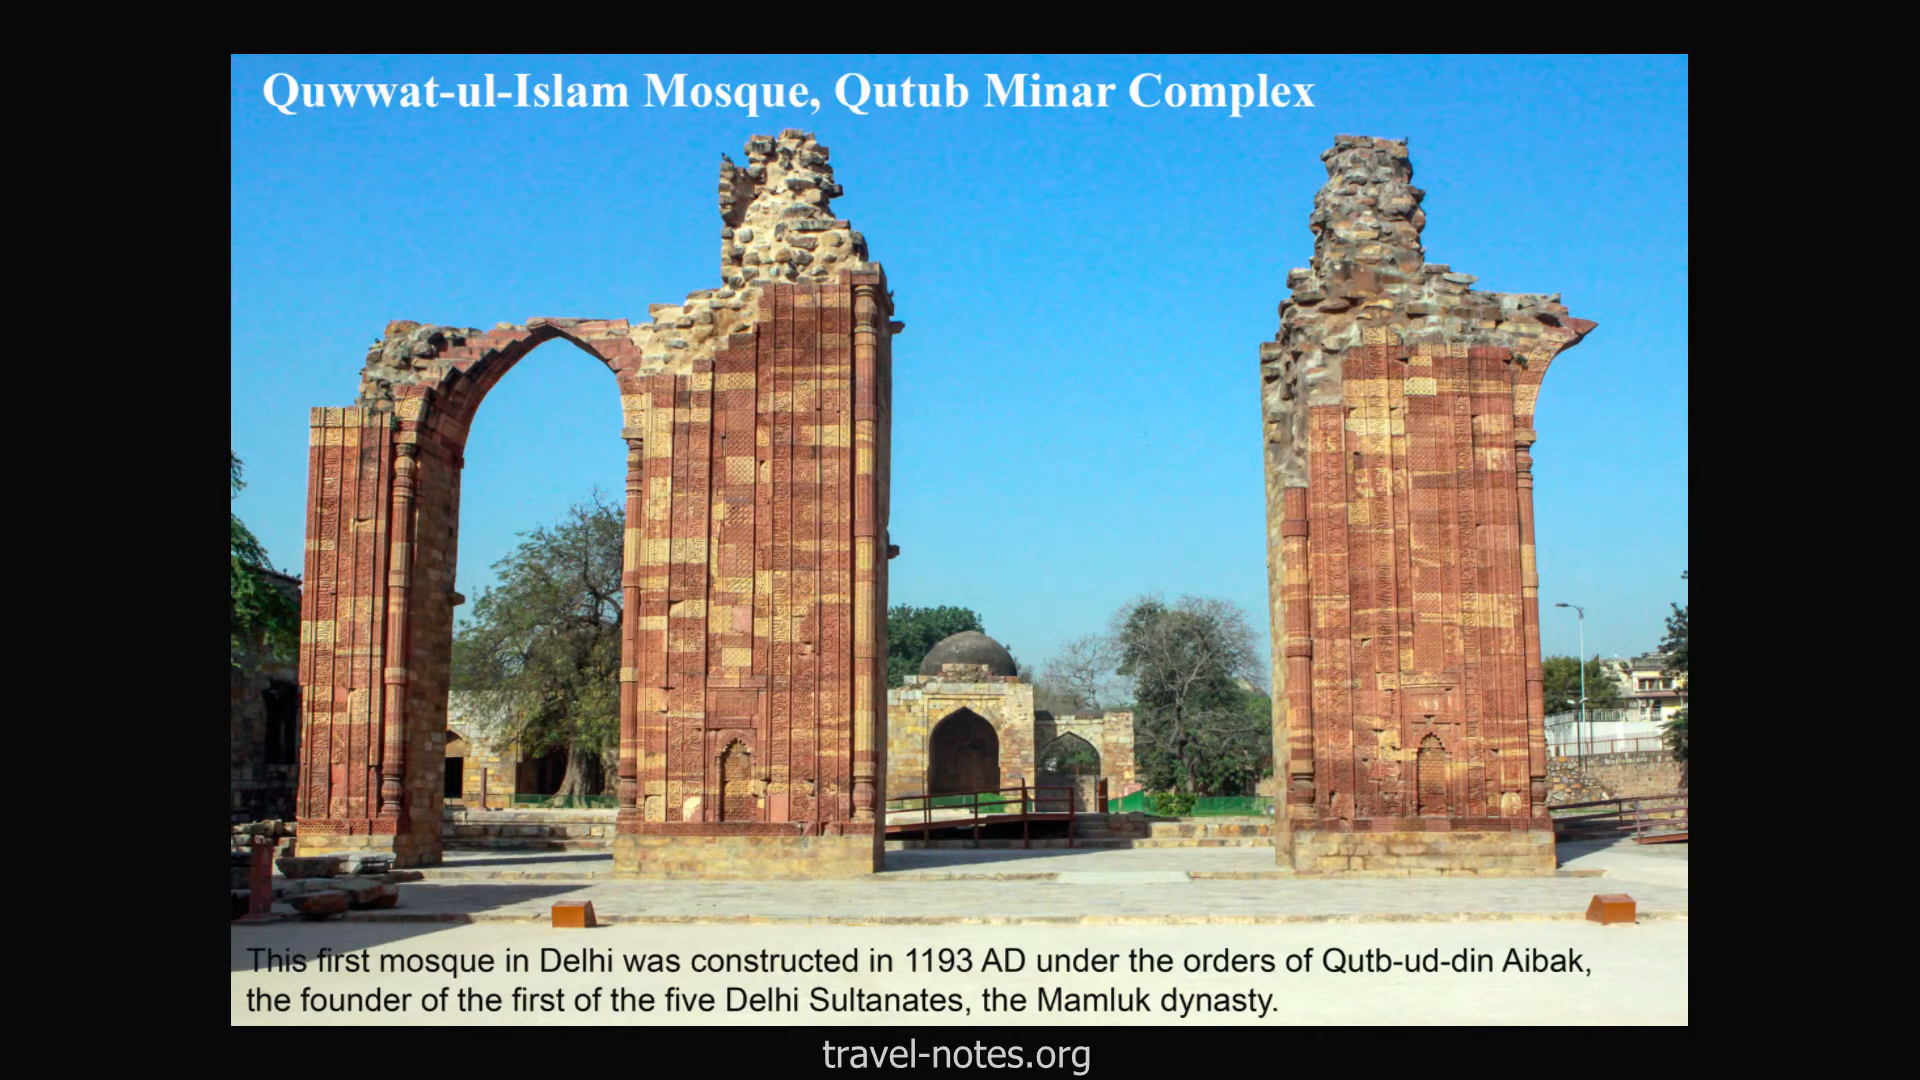 Quwwat-ul-Islam Mosque, Qutub Minar Complex
This first mosque in Delhi was constructed in 1193 AD under the orders of Qutb-ud-din Aibak,
the founder of the first of the five Delhi Sultanates, the Mamluk dynasty.
travel-notes.org